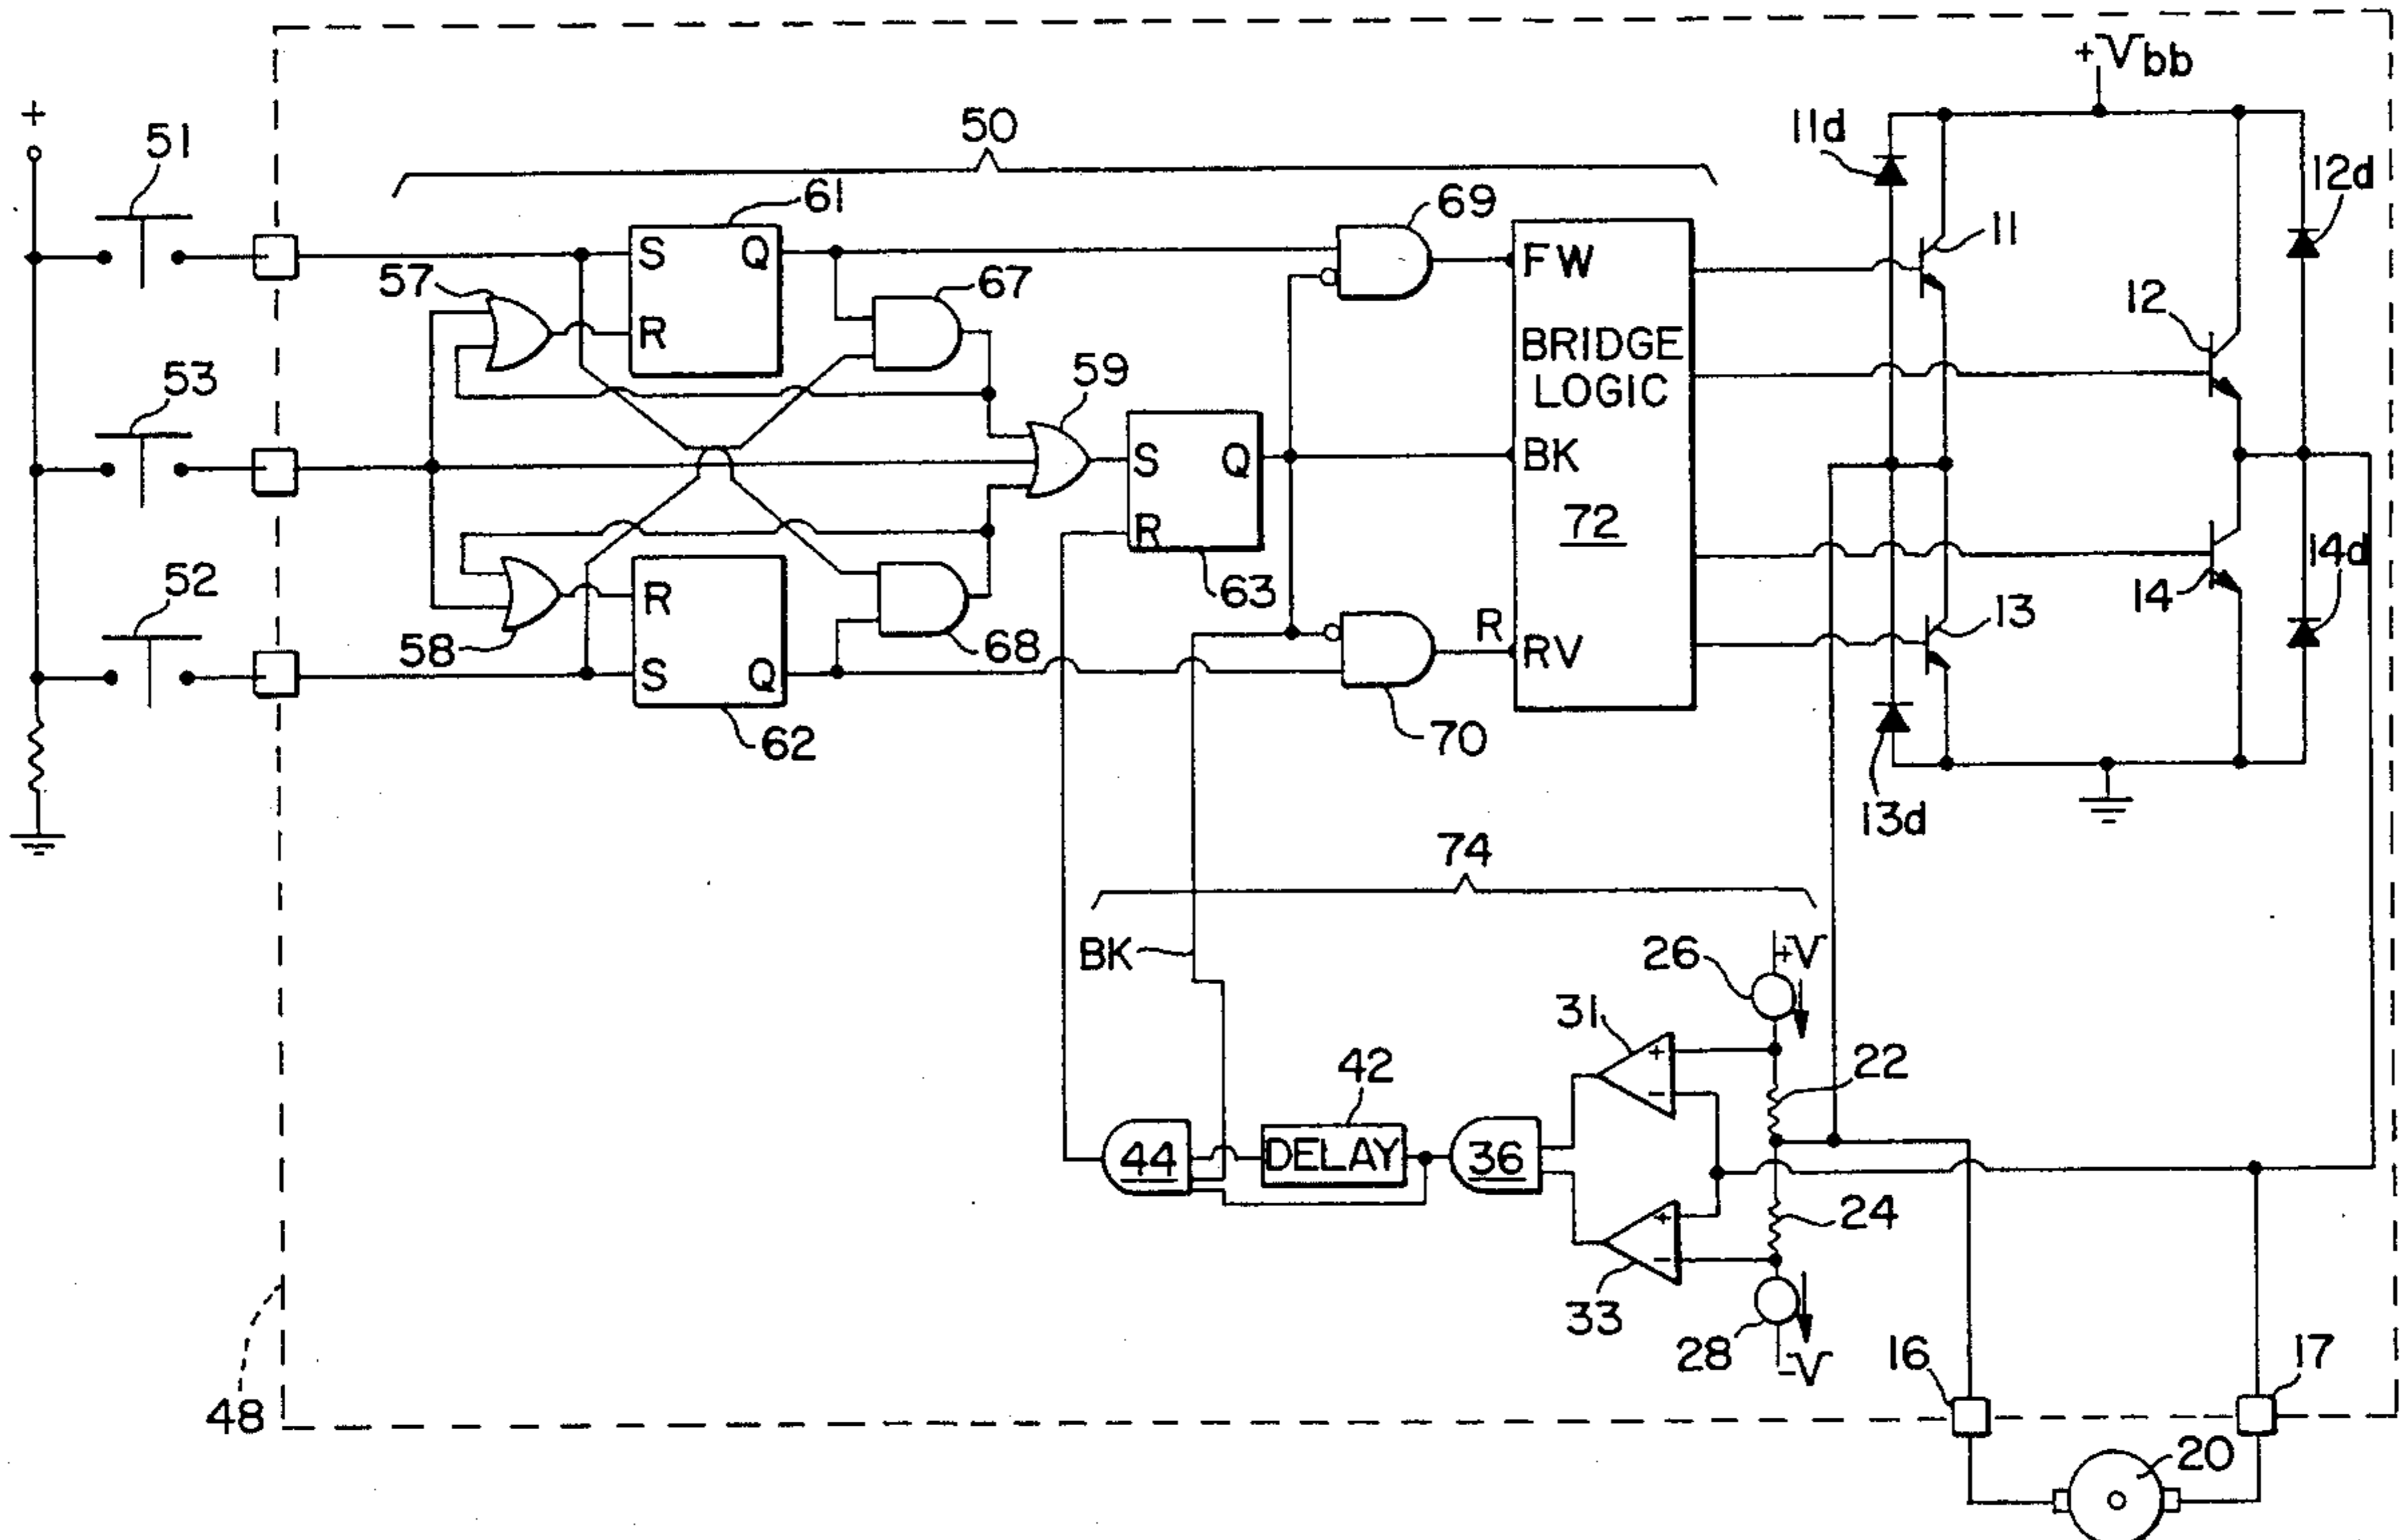 +Vbb
+
51
50
11d
12d
61
69
S
Q
11
57
67
FW
R
12
BRIDGE
LOGIC
53
59
S
Q
BK
72
14d
52
R
R
63
14
13
58
68
R
RV
S
Q
62
70
13d
74
BK
26
+V
31
+
22
-
42
44
DELAY
36
+
24
-
33
28
-V
16
17
48
20